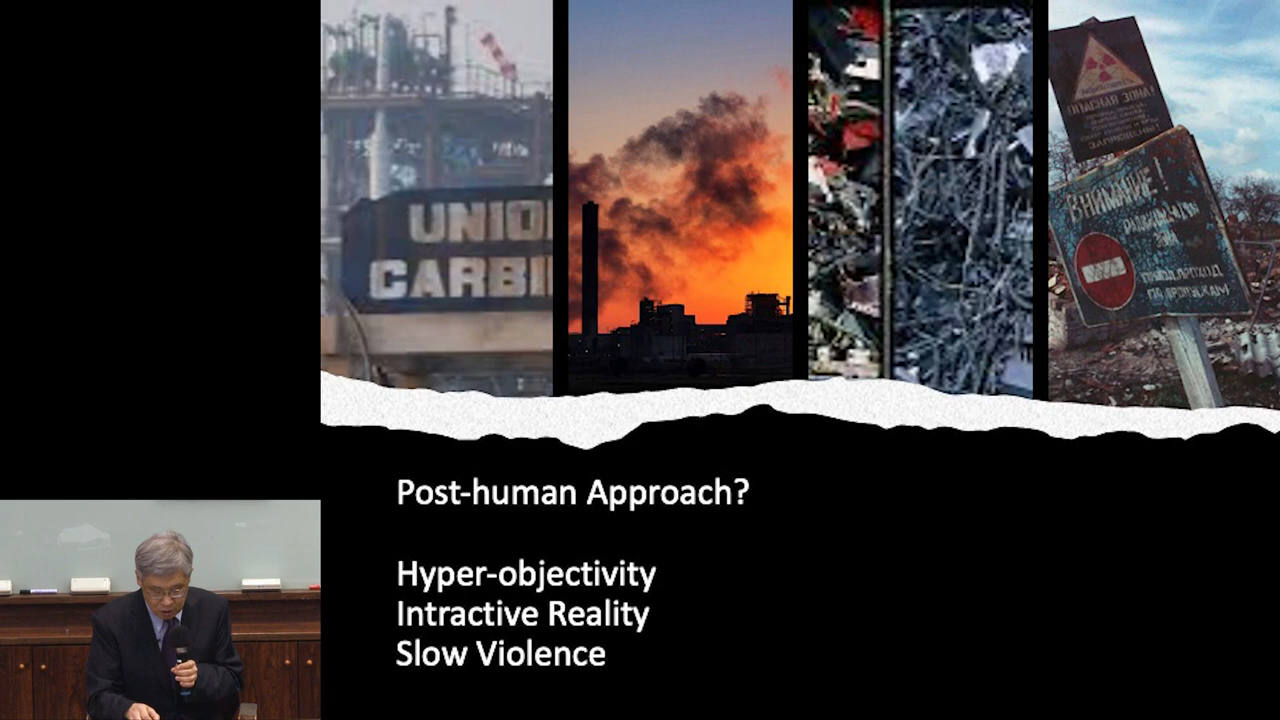 UNIO
CARBI
ВНИМАНИЕ!
Post-human Approach?
Hyper-objectivity
Intractive Reality
Slow Violence